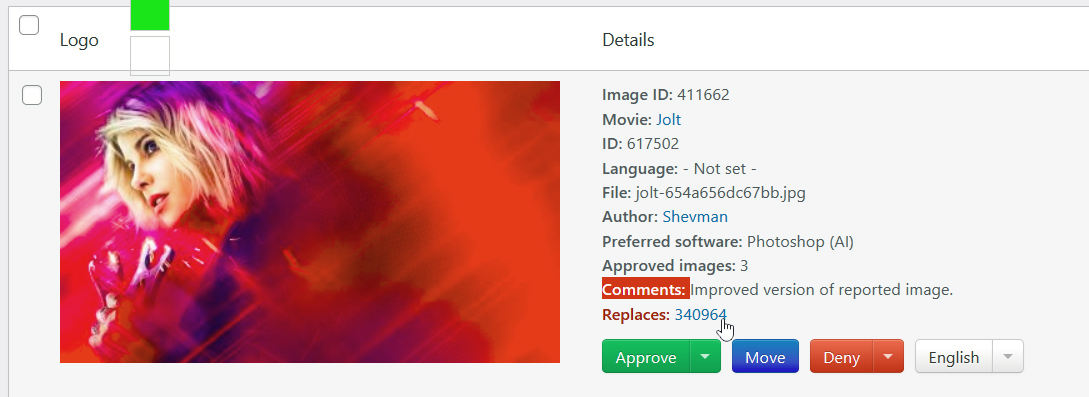 Logo
Details
Image ID: 411662
Movie: Jolt
ID: 617502
Language: - Not set -
File: jolt-654a656dc67bb.jpg
Author: Shevman
Preferred software: Photoshop (AI)
Approved images: 3
Comments: Improved version of reported image.
Replaces: 340964
Approve
Move
Deny
English